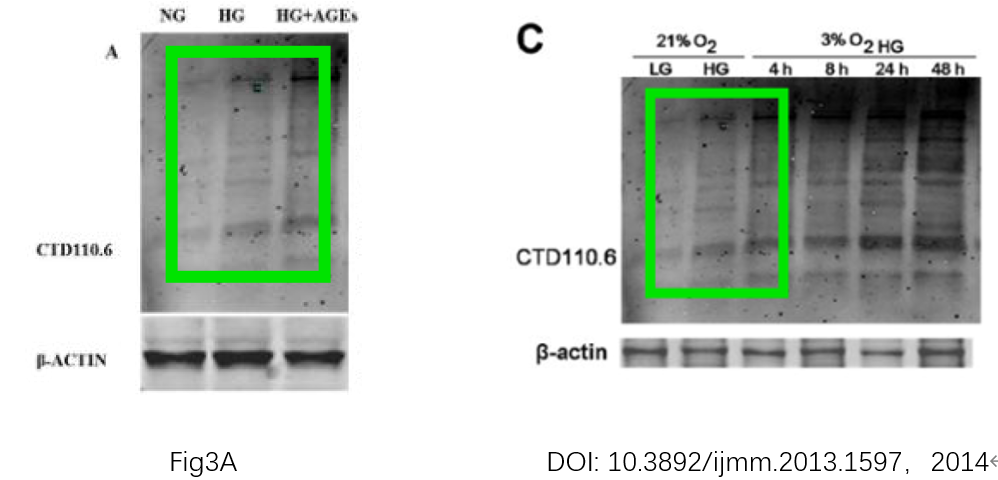 NG HG HG+AGEs
A
CTD110.6
β-ACTIN
Fig3A
C
21% O2 3% O2 HG
LG HG 4 h 8 h 24 h 48 h
CTD110.6
β-actin
DOI: 10.3892/ijmm.2013.1597, 2014